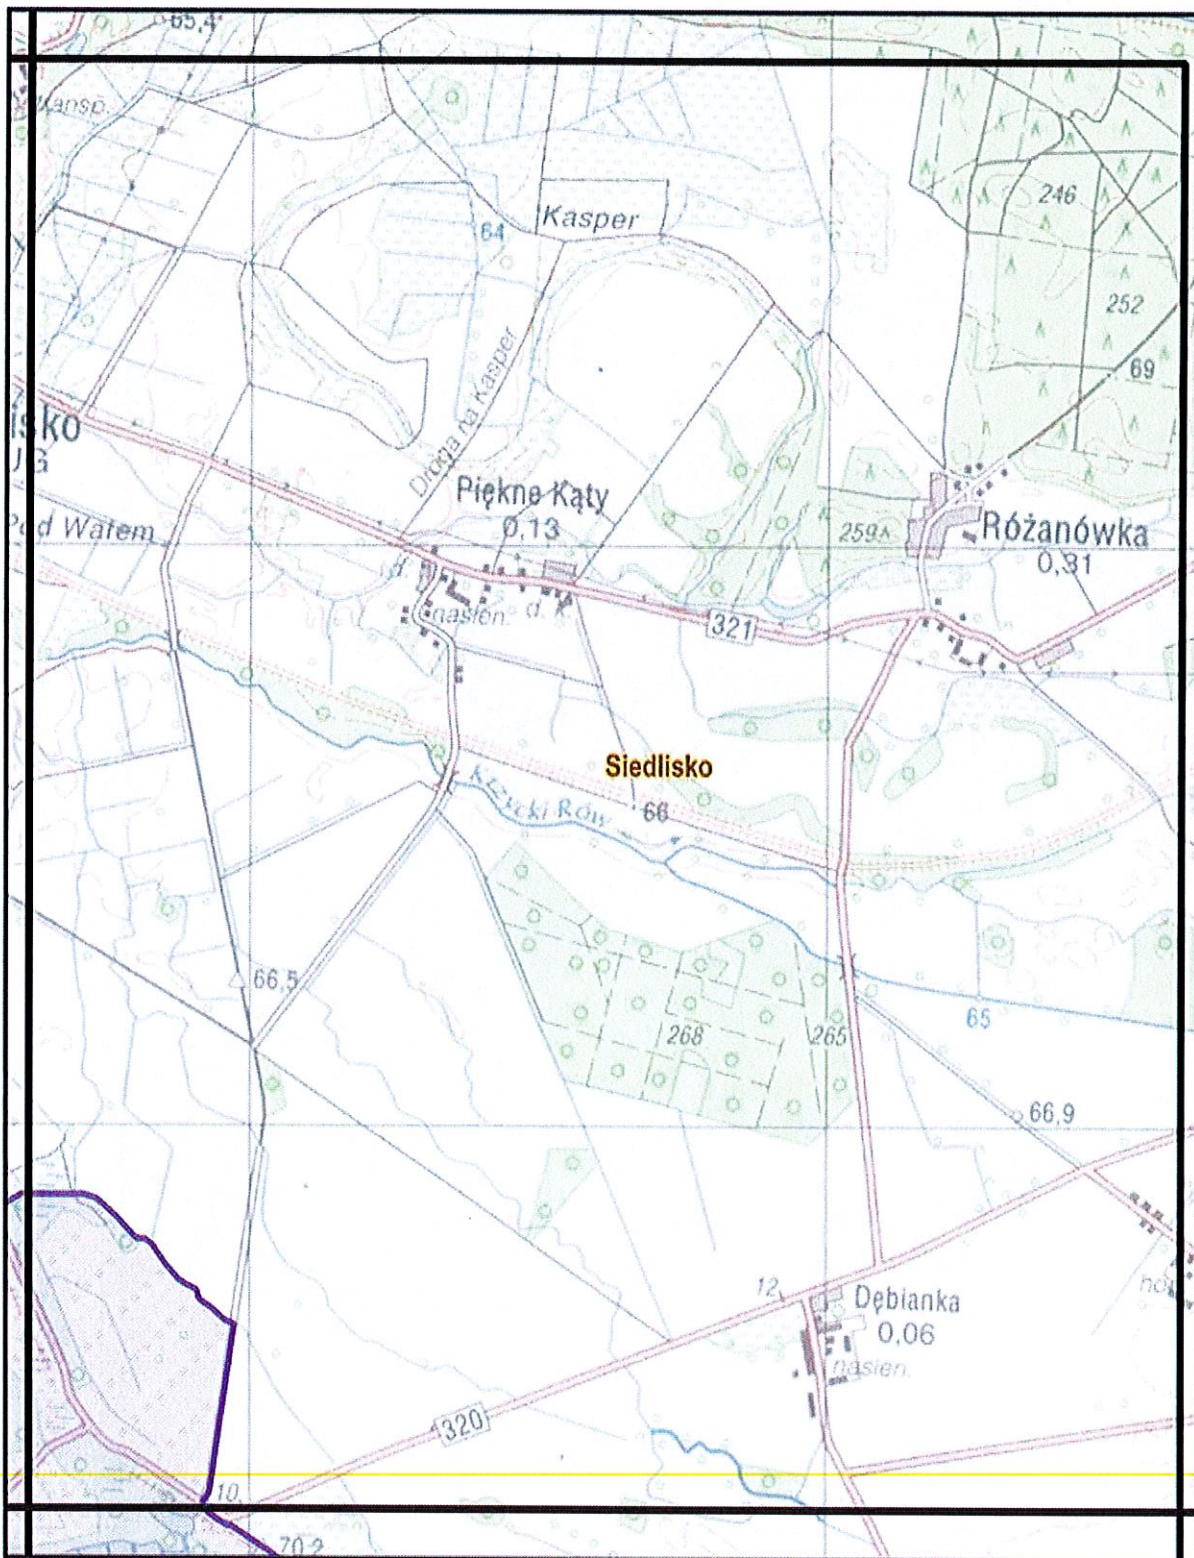 65,4
Kasper
64
246
252
69
isko
Droga na Kasper
Piękne Kąty
0,13
Pod Wałem
259
Różanówka
0,31
d.
nasien.
d.
321
Siedlisko
Krzycki Rów
66
66,5
268
265
65
66,9
12
Dębianka
0,06
nasien.
320
10
70,2